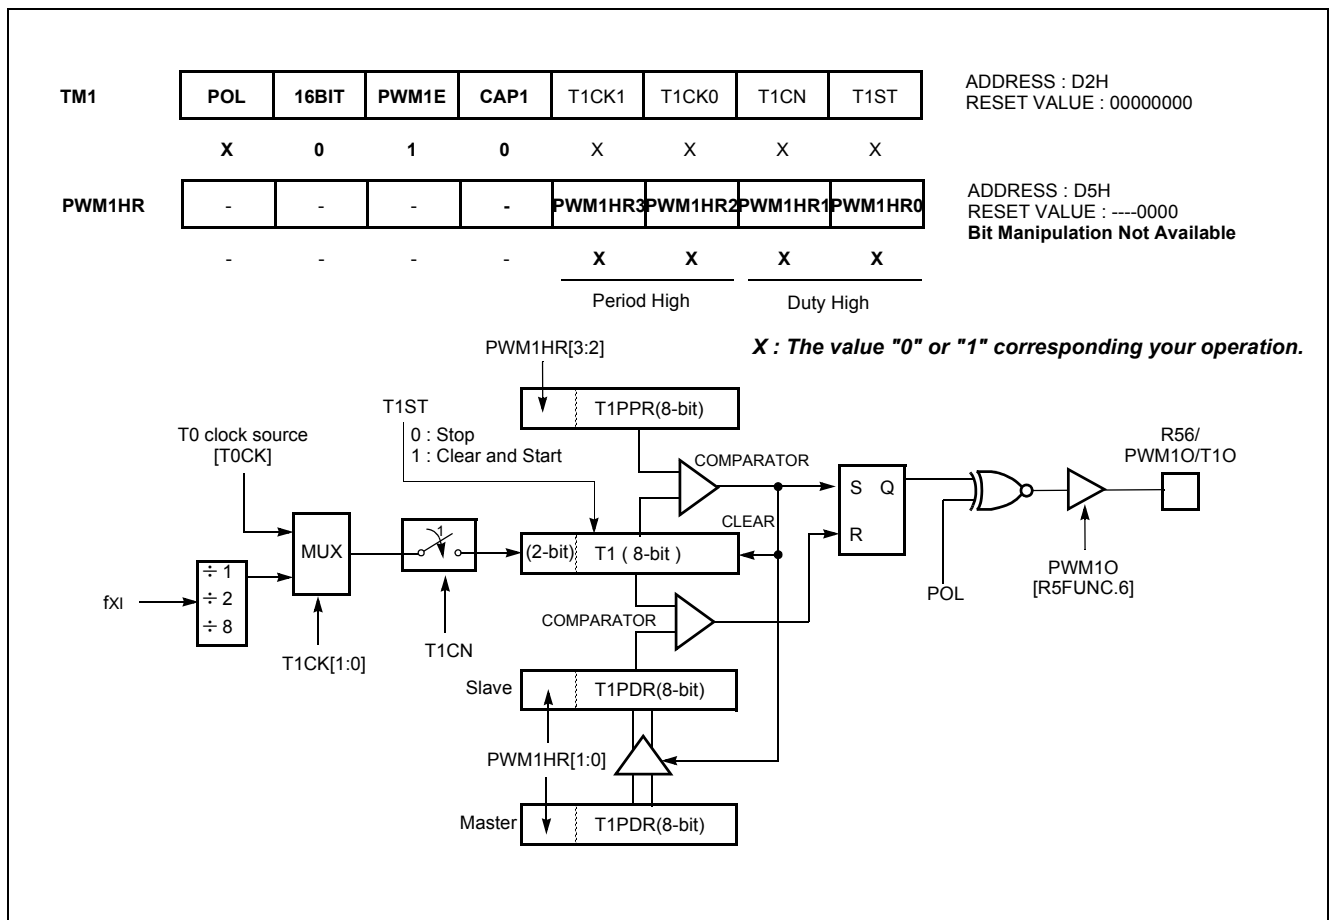 TM1 POL 16BIT PWM1E CAP1 T1CK1 T1CK0 T1CN T1ST
ADDRESS : D2H
RESET VALUE : 00000000
X 0 1 0 X X X X
PWM1HR - - - - PWM1HR3 PWM1HR2 PWM1HR1 PWM1HR0
ADDRESS : D5H
RESET VALUE : ----0000
Bit Manipulation Not Available
- - - - X X X X
Period High Duty High
X : The value "0" or "1" corresponding your operation.
PWM1HR[3:2]
T1PPR(8-bit)
T1ST
0 : Stop
1 : Clear and Start
T0 clock source
[T0CK]
COMPARATOR
R56/
PWM1O/T1O
S Q
R
CLEAR
MUX
1
(2-bit) T1 ( 8-bit )
÷ 1
÷ 2
÷ 8
fXI
T1CK[1:0]
T1CN
COMPARATOR
POL
PWM1O
[R5FUNC.6]
Slave
T1PDR(8-bit)
PWM1HR[1:0]
Master
T1PDR(8-bit)